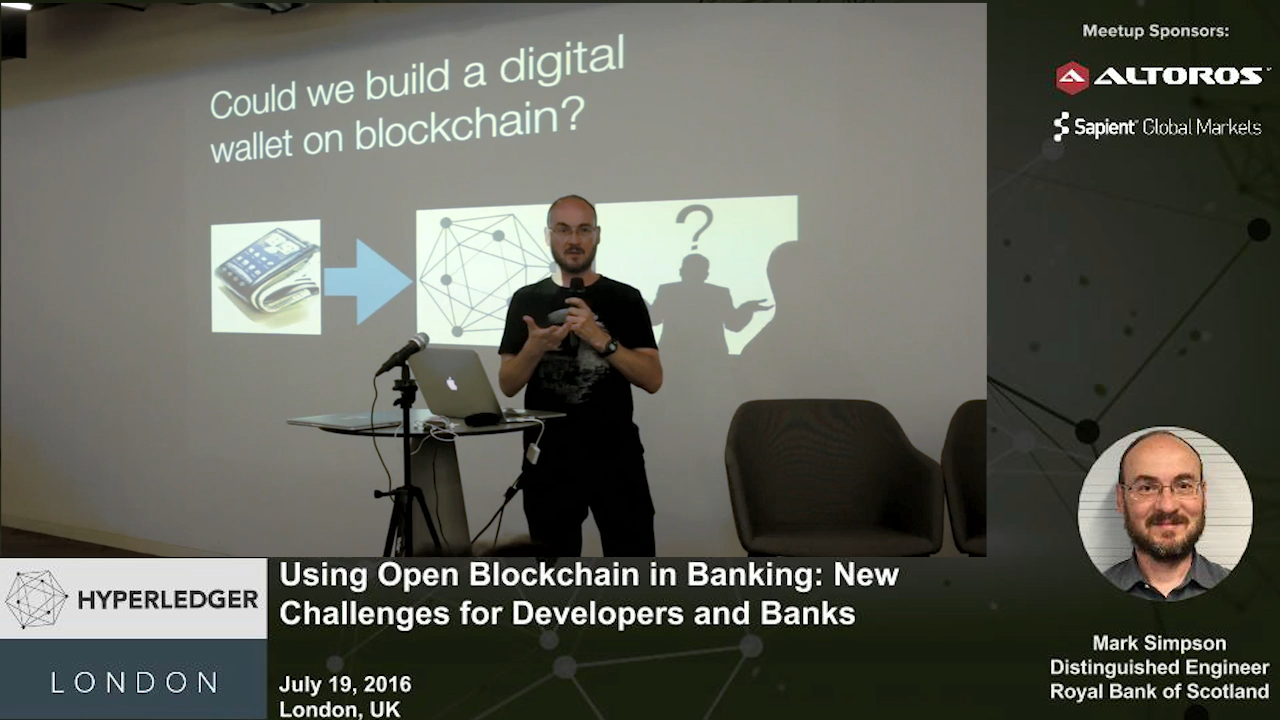 Could we build a digital
wallet on blockchain?
?
Meetup Sponsors:
ALTOROS
Sapient Global Markets
HYPERLEDGER
LONDON
Using Open Blockchain in Banking: New
Challenges for Developers and Banks
July 19, 2016
London, UK
Mark Simpson
Distinguished Engineer
Royal Bank of Scotland